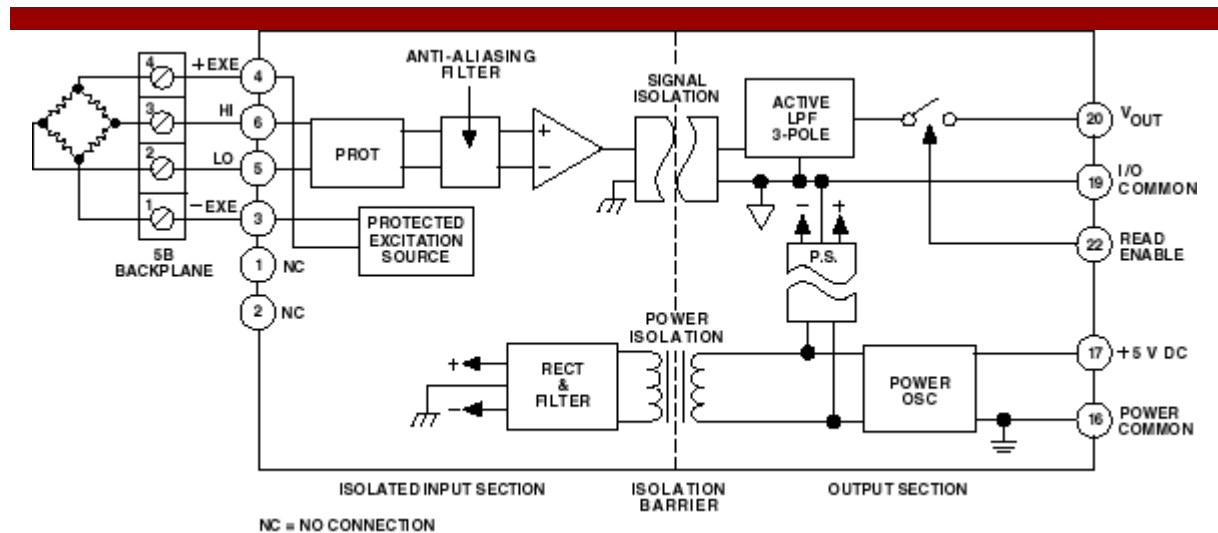 4
+EXE
4
3
HI
6
2
LO
5
1
−EXE
3
5B
BACKPLANE
1
NC
2
NC
ANTI-ALIASING
FILTER
PROT
+
−
PROTECTED
EXCITATION
SOURCE
SIGNAL
ISOLATION
ACTIVE
LPF
3-POLE
20
VOUT
19
I/O
COMMON
22
READ
ENABLE
−
+
P.S.
POWER
ISOLATION
+
−
RECT
&
FILTER
POWER
OSC
17
+5 V DC
16
POWER
COMMON
ISOLATED INPUT SECTION
ISOLATION
BARRIER
OUTPUT SECTION
NC = NO CONNECTION